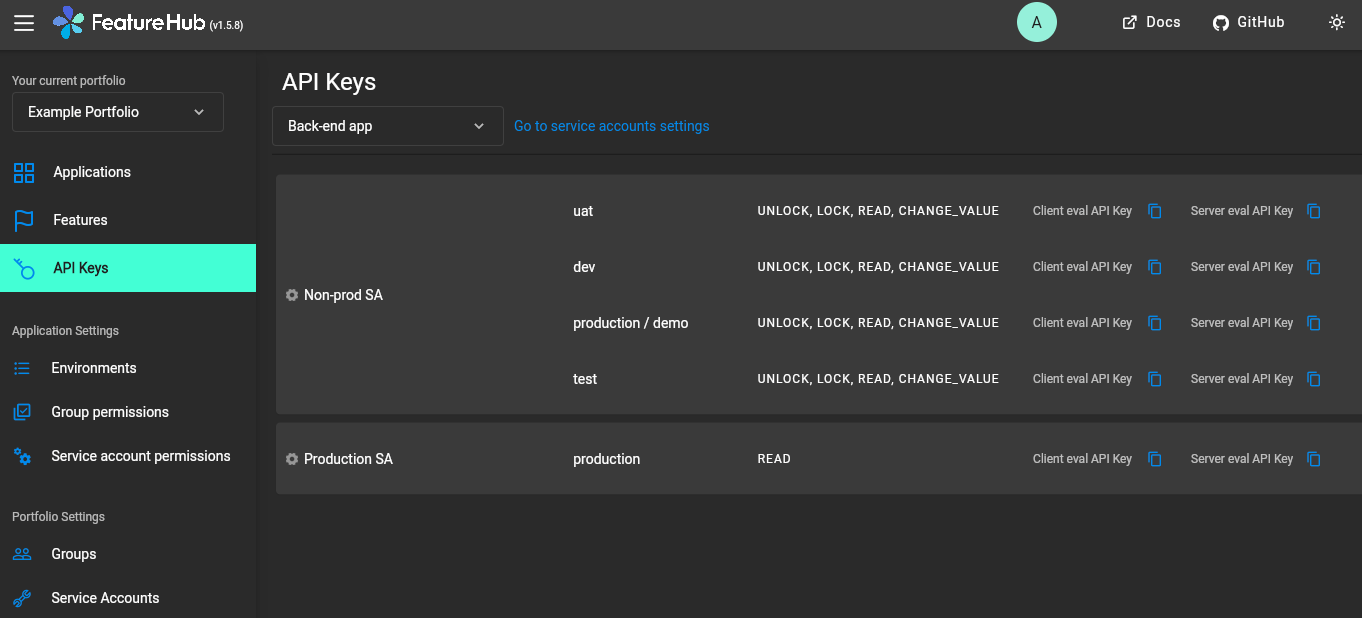 FeatureHub (v1.5.8)
A
Docs
GitHub
Your current portfolio
Example Portfolio
Applications
Features
API Keys
Application Settings
Environments
Group permissions
Service account permissions
Portfolio Settings
Groups
Service Accounts
API Keys
Back-end app
Go to service accounts settings
Non-prod SA
uat UNLOCK, LOCK, READ, CHANGE_VALUE Client eval API Key Server eval API Key
dev UNLOCK, LOCK, READ, CHANGE_VALUE Client eval API Key Server eval API Key
production / demo UNLOCK, LOCK, READ, CHANGE_VALUE Client eval API Key Server eval API Key
test UNLOCK, LOCK, READ, CHANGE_VALUE Client eval API Key Server eval API Key
Production SA production READ Client eval API Key Server eval API Key